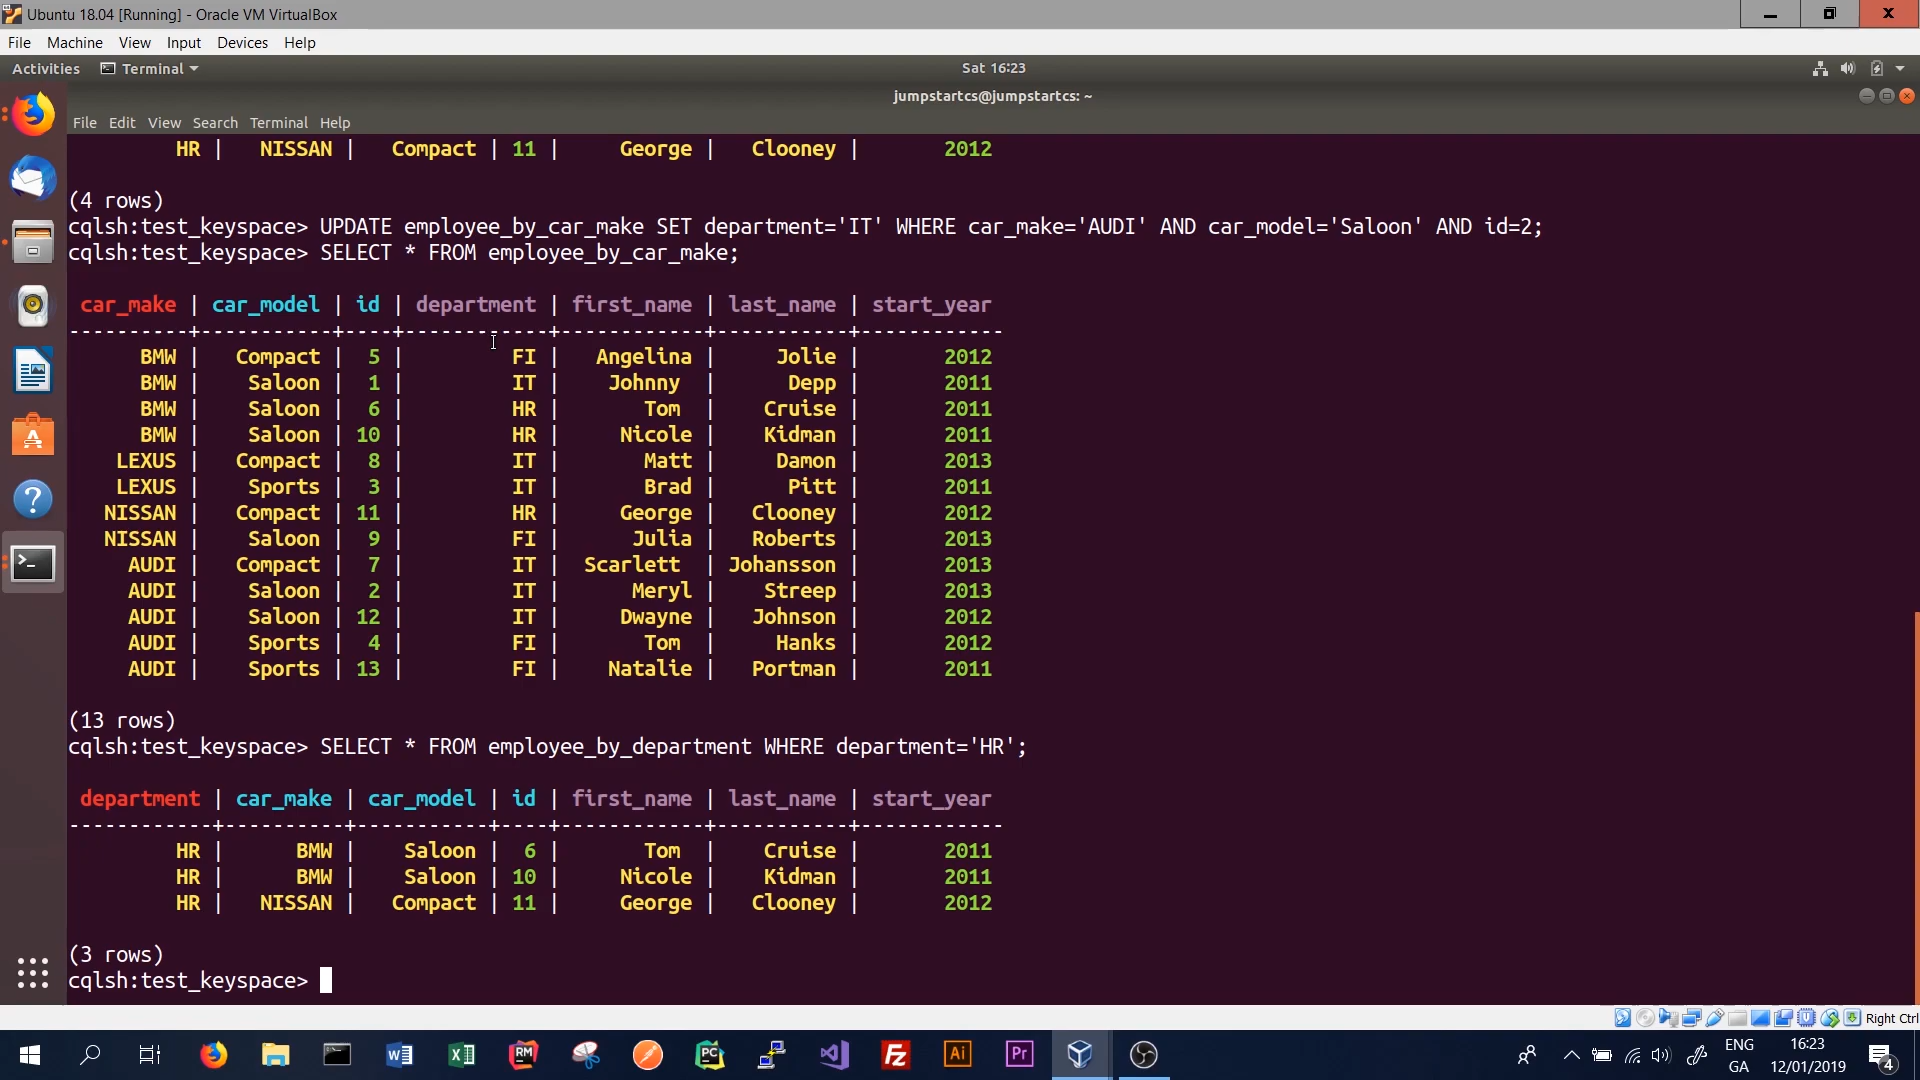 Ubuntu 18.04 [Running] - Oracle VM VirtualBox
File Machine View Input Devices Help
Activities Terminal Sat 16:23
jumpstartcs@jumpstartcs: ~
File Edit View Search Terminal Help
HR | NISSAN | Compact | 11 | George | Clooney | 2012
(4 rows)
cqlsh:test_keyspace> UPDATE employee_by_car_make SET department='IT' WHERE car_make='AUDI' AND car_model='Saloon' AND id=2;
cqlsh:test_keyspace> SELECT * FROM employee_by_car_make;
car_make | car_model | id | department | first_name | last_name | start_year
----------+-----------+----+------------+------------+-----------+------------
BMW | Compact | 5 | FI | Angelina | Jolie | 2012
BMW | Saloon | 1 | IT | Johnny | Depp | 2011
BMW | Saloon | 6 | HR | Tom | Cruise | 2011
BMW | Saloon | 10 | HR | Nicole | Kidman | 2011
LEXUS | Compact | 8 | IT | Matt | Damon | 2013
LEXUS | Sports | 3 | IT | Brad | Pitt | 2011
NISSAN | Compact | 11 | HR | George | Clooney | 2012
NISSAN | Saloon | 9 | FI | Julia | Roberts | 2013
AUDI | Compact | 7 | IT | Scarlett | Johansson | 2013
AUDI | Saloon | 2 | IT | Meryl | Streep | 2013
AUDI | Saloon | 12 | IT | Dwayne | Johnson | 2012
AUDI | Sports | 4 | FI | Tom | Hanks | 2012
AUDI | Sports | 13 | FI | Natalie | Portman | 2011
(13 rows)
cqlsh:test_keyspace> SELECT * FROM employee_by_department WHERE department='HR';
department | car_make | car_model | id | first_name | last_name | start_year
------------+----------+-----------+----+------------+-----------+------------
HR | BMW | Saloon | 6 | Tom | Cruise | 2011
HR | BMW | Saloon | 10 | Nicole | Kidman | 2011
HR | NISSAN | Compact | 11 | George | Clooney | 2012
(3 rows)
cqlsh:test_keyspace>
Right Ctrl
ENG 16:23
GA 12/01/2019 4